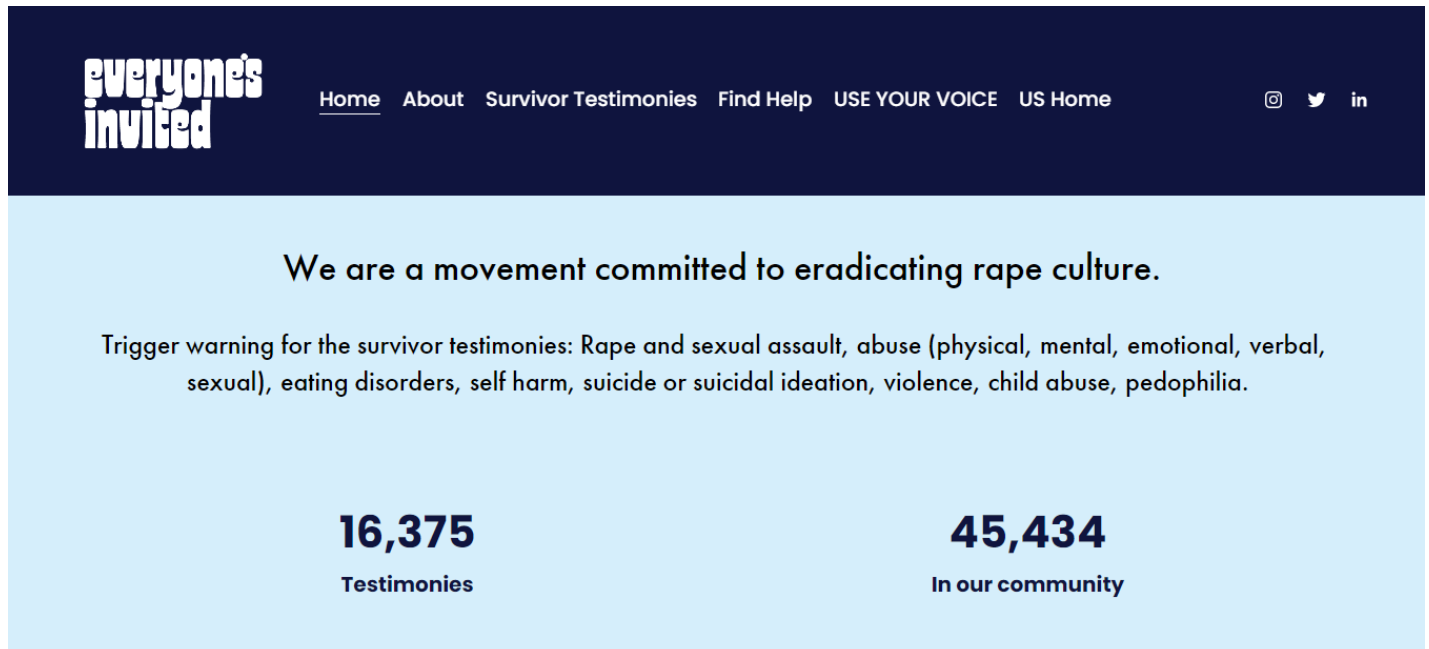 everyone's
invited
Home About Survivor Testimonies Find Help USE YOUR VOICE US Home
in
We are a movement committed to eradicating rape culture.
Trigger warning for the survivor testimonies: Rape and sexual assault, abuse (physical, mental, emotional, verbal,
sexual), eating disorders, self harm, suicide or suicidal ideation, violence, child abuse, pedophilia.
16,375 45,434
Testimonies In our community